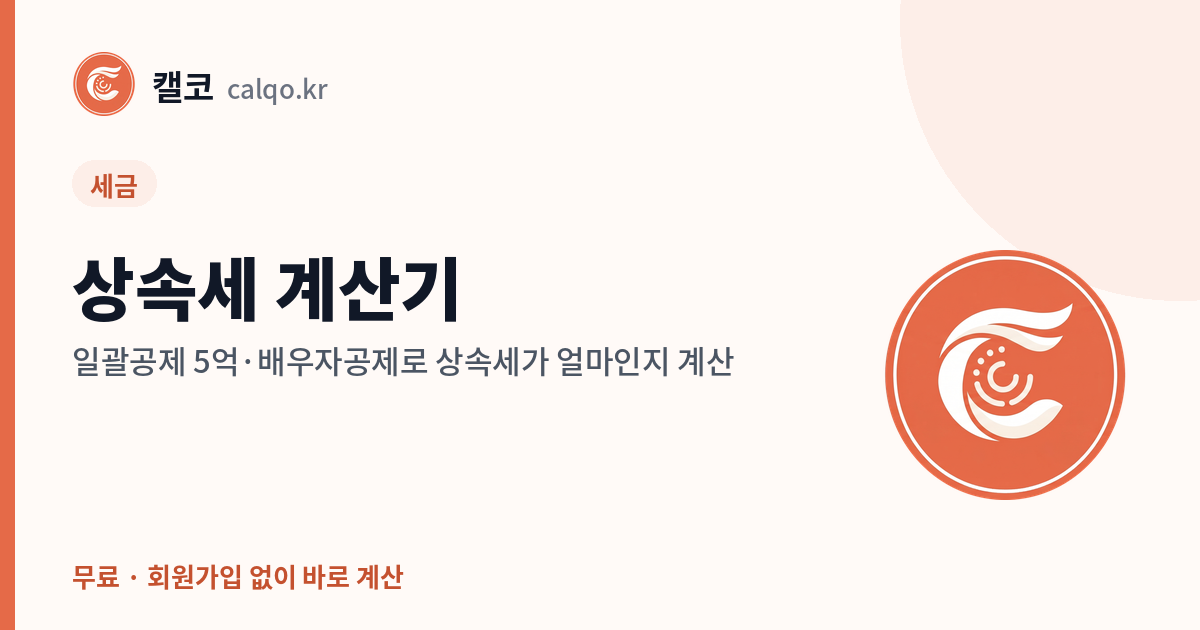 캘코 calqo.kr
세금
상속세 계산기
일괄공제 5억·배우자공제로 상속세가 얼마인지 계산
무료 · 회원가입 없이 바로 계산